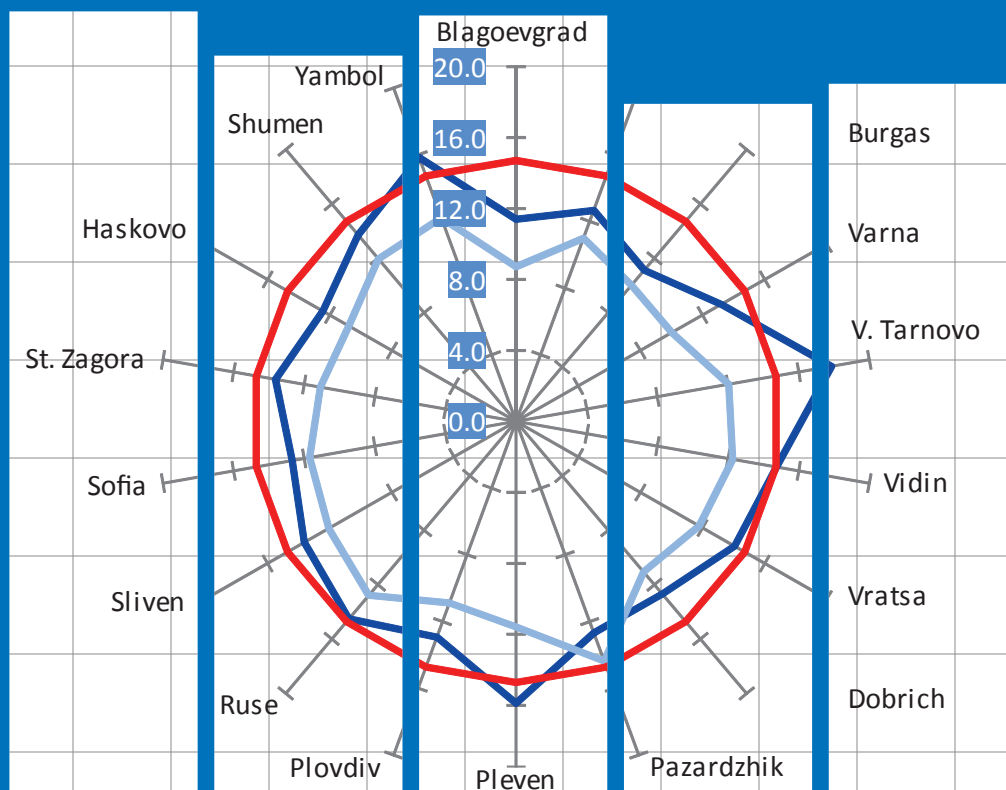 Blagoevgrad
20.0
Yambol
16.0
Shumen
Burgas
12.0
Haskovo
Varna
8.0
4.0
V. Tarnovo
St. Zagora
0.0
Sofia
Vidin
Sliven
Vratsa
Ruse
Dobrich
Plovdiv
Pleven
Pazardzhik